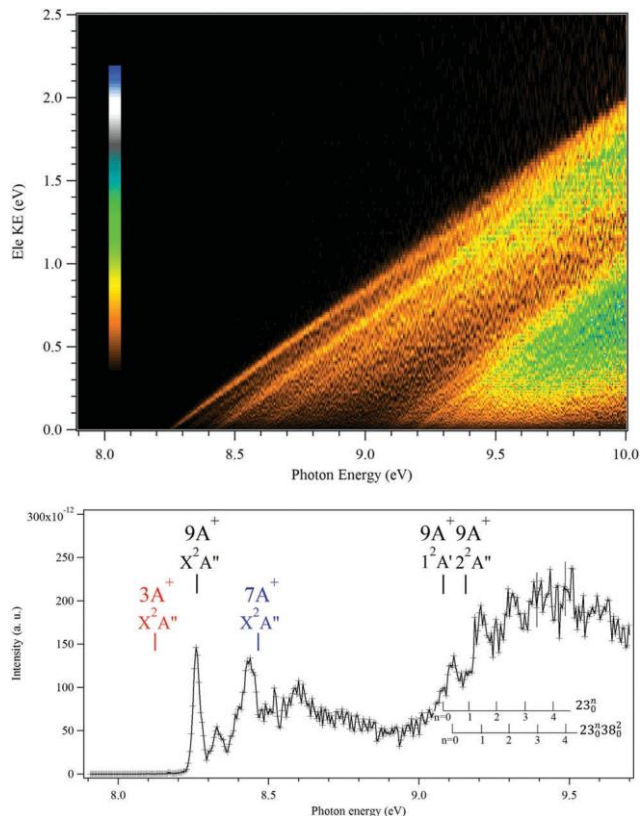 2.5
2.0
1.5
1.0
0.5
0.0
Ele KE (eV)
8.0 8.5 9.0 9.5 10.0
Photon Energy (eV)
300x10⁻¹²
250
200
150
100
50
0
Intensity (a. u.)
9A⁺
X²A"
3A⁺
X²A"
7A⁺
X²A"
9A⁺ 9A⁺
1²A' 2²A"
23₀ⁿ
n=0 1 2 3 4
23₀ⁿ38₀²
n=0 1 2 3 4
8.0 8.5 9.0 9.5
Photon energy (eV)